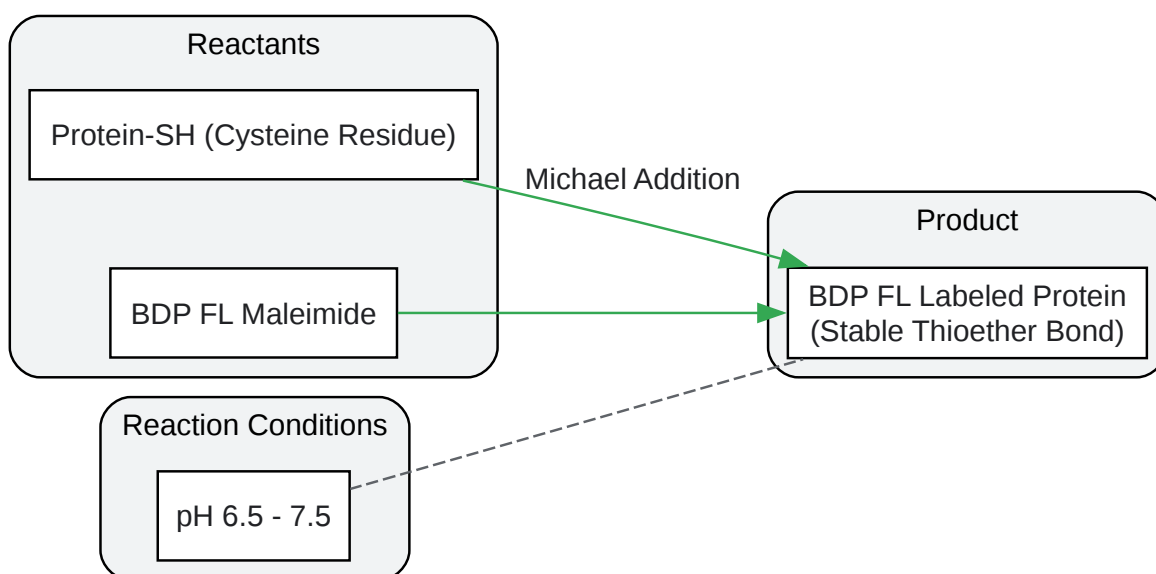 Reactants
Protein-SH (Cysteine Residue)
Michael Addition
BDP FL Maleimide
Product
BDP FL Labeled Protein
(Stable Thioether Bond)
Reaction Conditions
pH 6.5 - 7.5